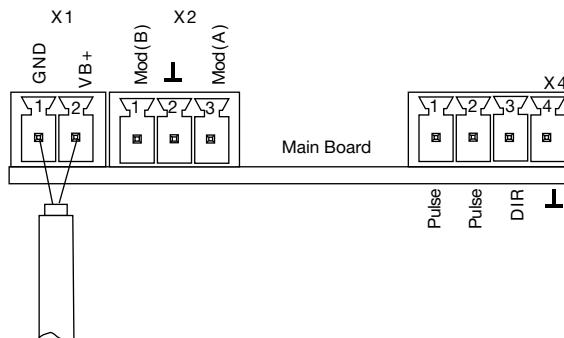 X1 X2
GND VB+ Mod(B) ⊥ Mod(A)
X4
1 2 1 2 3 1 2 3 4
Main Board
Pulse Pulse DIR ⊥